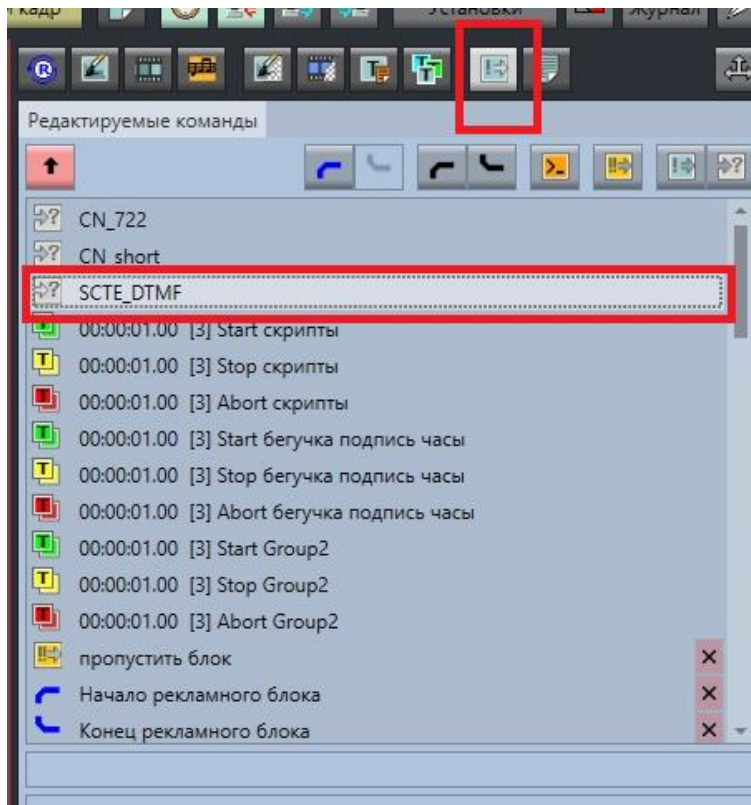 кадр Установки Журнал
Редактируемые команды
CN_722
CN_short
SCTE_DTMF
00:00:01.00 [3] Start скрипты
00:00:01.00 [3] Stop скрипты
00:00:01.00 [3] Abort скрипты
00:00:01.00 [3] Start бегучка подпись часы
00:00:01.00 [3] Stop бегучка подпись часы
00:00:01.00 [3] Abort бегучка подпись часы
00:00:01.00 [3] Start Group2
00:00:01.00 [3] Stop Group2
00:00:01.00 [3] Abort Group2
пропустить блок
Начало рекламного блока
Конец рекламного блока